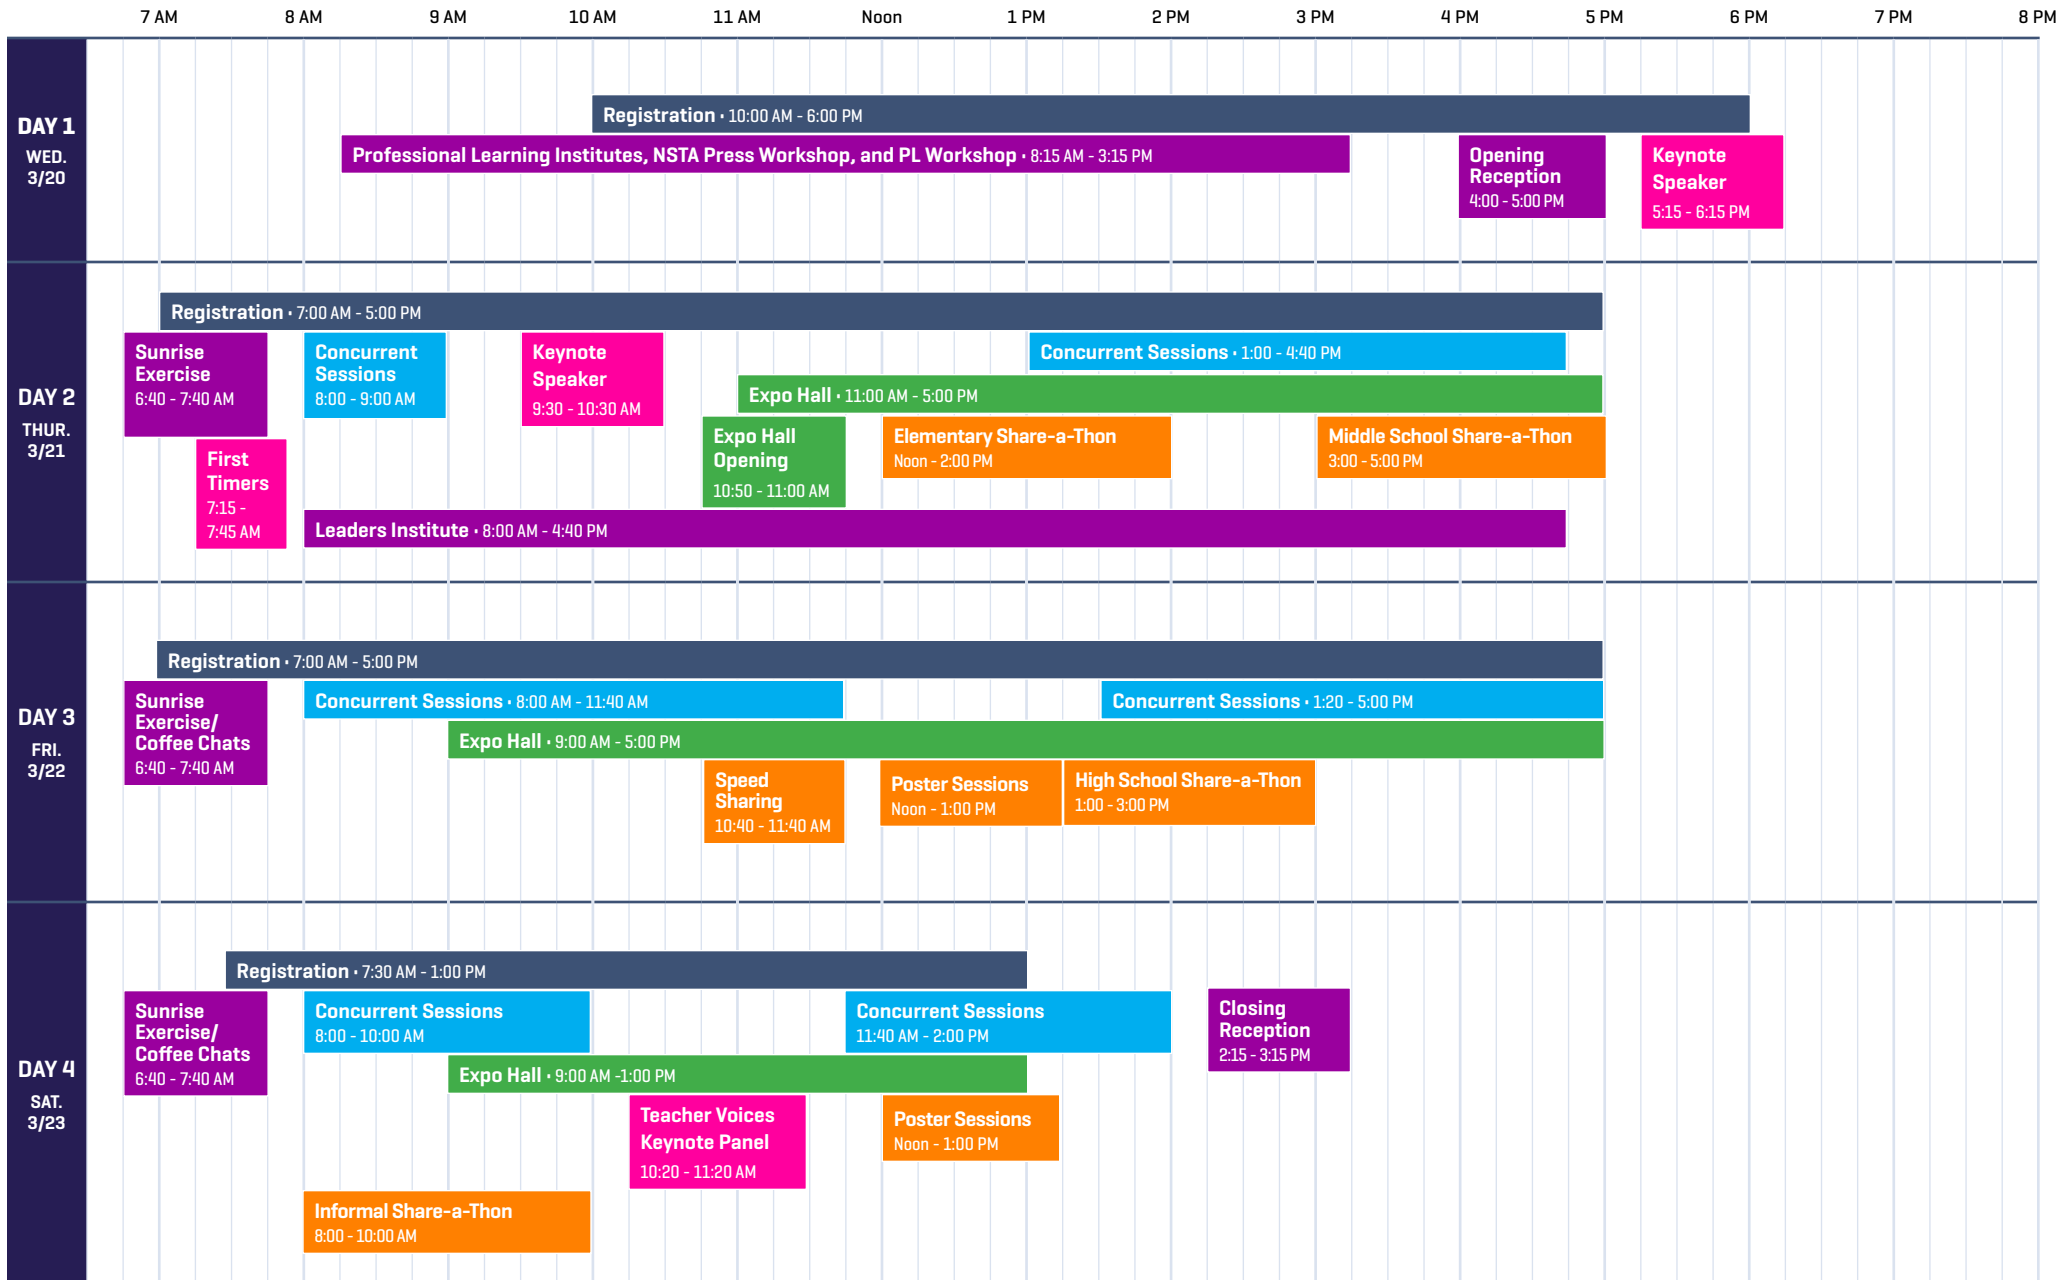 7 AM 8 AM 9 AM 10 AM 11 AM Noon 1 PM 2 PM 3 PM 4 PM 5 PM 6 PM 7 PM 8 PM
DAY 1
WED.
3/20
Registration • 10:00 AM - 6:00 PM
Professional Learning Institutes, NSTA Press Workshop, and PL Workshop • 8:15 AM - 3:15 PM
Opening
Reception
4:00 - 5:00 PM
Keynote
Speaker
5:15 - 6:15 PM
DAY 2
THUR.
3/21
Registration • 7:00 AM - 5:00 PM
Sunrise
Exercise
6:40 - 7:40 AM
Concurrent
Sessions
8:00 - 9:00 AM
Keynote
Speaker
9:30 - 10:30 AM
Concurrent Sessions • 1:00 - 4:40 PM
Expo Hall • 11:00 AM - 5:00 PM
First
Timers
7:15 -
7:45 AM
Expo Hall
Opening
10:50 - 11:00 AM
Elementary Share-a-Thon
Noon - 2:00 PM
Middle School Share-a-Thon
3:00 - 5:00 PM
Leaders Institute • 8:00 AM - 4:40 PM
DAY 3
FRI.
3/22
Registration • 7:00 AM - 5:00 PM
Sunrise
Exercise/
Coffee Chats
6:40 - 7:40 AM
Concurrent Sessions • 8:00 AM - 11:40 AM
Concurrent Sessions • 1:20 - 5:00 PM
Expo Hall • 9:00 AM - 5:00 PM
Speed
Sharing
10:40 - 11:40 AM
Poster Sessions
Noon - 1:00 PM
High School Share-a-Thon
1:00 - 3:00 PM
DAY 4
SAT.
3/23
Registration • 7:30 AM - 1:00 PM
Sunrise
Exercise/
Coffee Chats
6:40 - 7:40 AM
Concurrent Sessions
8:00 - 10:00 AM
Concurrent Sessions
11:40 AM - 2:00 PM
Closing
Reception
2:15 - 3:15 PM
Expo Hall • 9:00 AM -1:00 PM
Teacher Voices
Keynote Panel
10:20 - 11:20 AM
Poster Sessions
Noon - 1:00 PM
Informal Share-a-Thon
8:00 - 10:00 AM